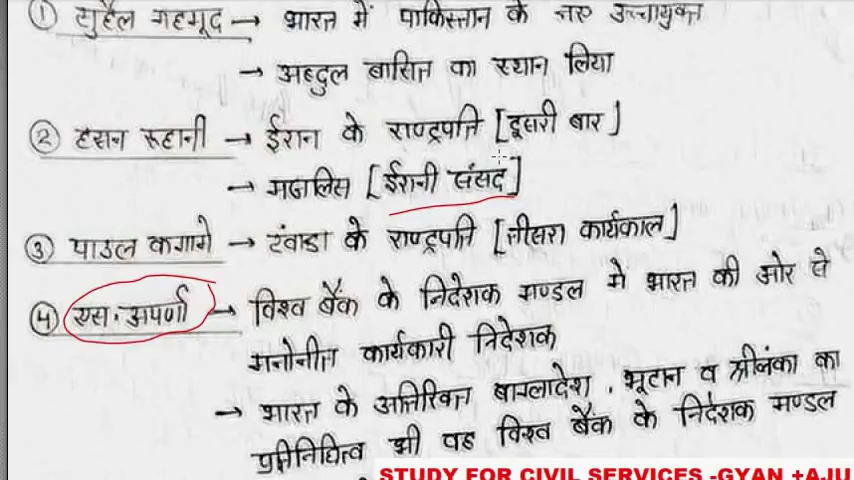 ① सुहैल महमूद → भारत में पाकिस्तान के नए उच्चायुक्त
→ अब्दुल बासित का स्थान लिया
② हसन रूहानी → ईरान के राष्ट्रपति [दूसरी बार]
→ मजलिस [ईरानी संसद]
③ पाउल कगामे → रंवाडा के राष्ट्रपति [तीसरा कार्यकाल]
④ एस. अपर्णा → विश्व बैंक के निदेशक मण्डल में भारत की ओर से
मनोनीत कार्यकारी निदेशक
→ भारत के अतिरिक्त बांग्लादेश, भूटान व श्रीलंका का
प्रतिनिधित्व भी वह विश्व बैंक के निदेशक मण्डल
STUDY FOR CIVIL SERVICES -GYAN +AJU